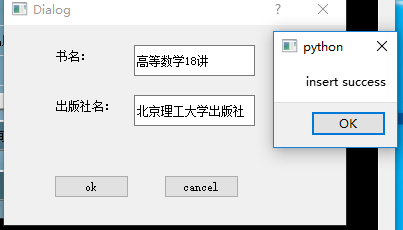 Dialog
?
书名：
高等数学18讲
出版社名：
北京理工大学出版社
ok
cancel
python
insert success
OK